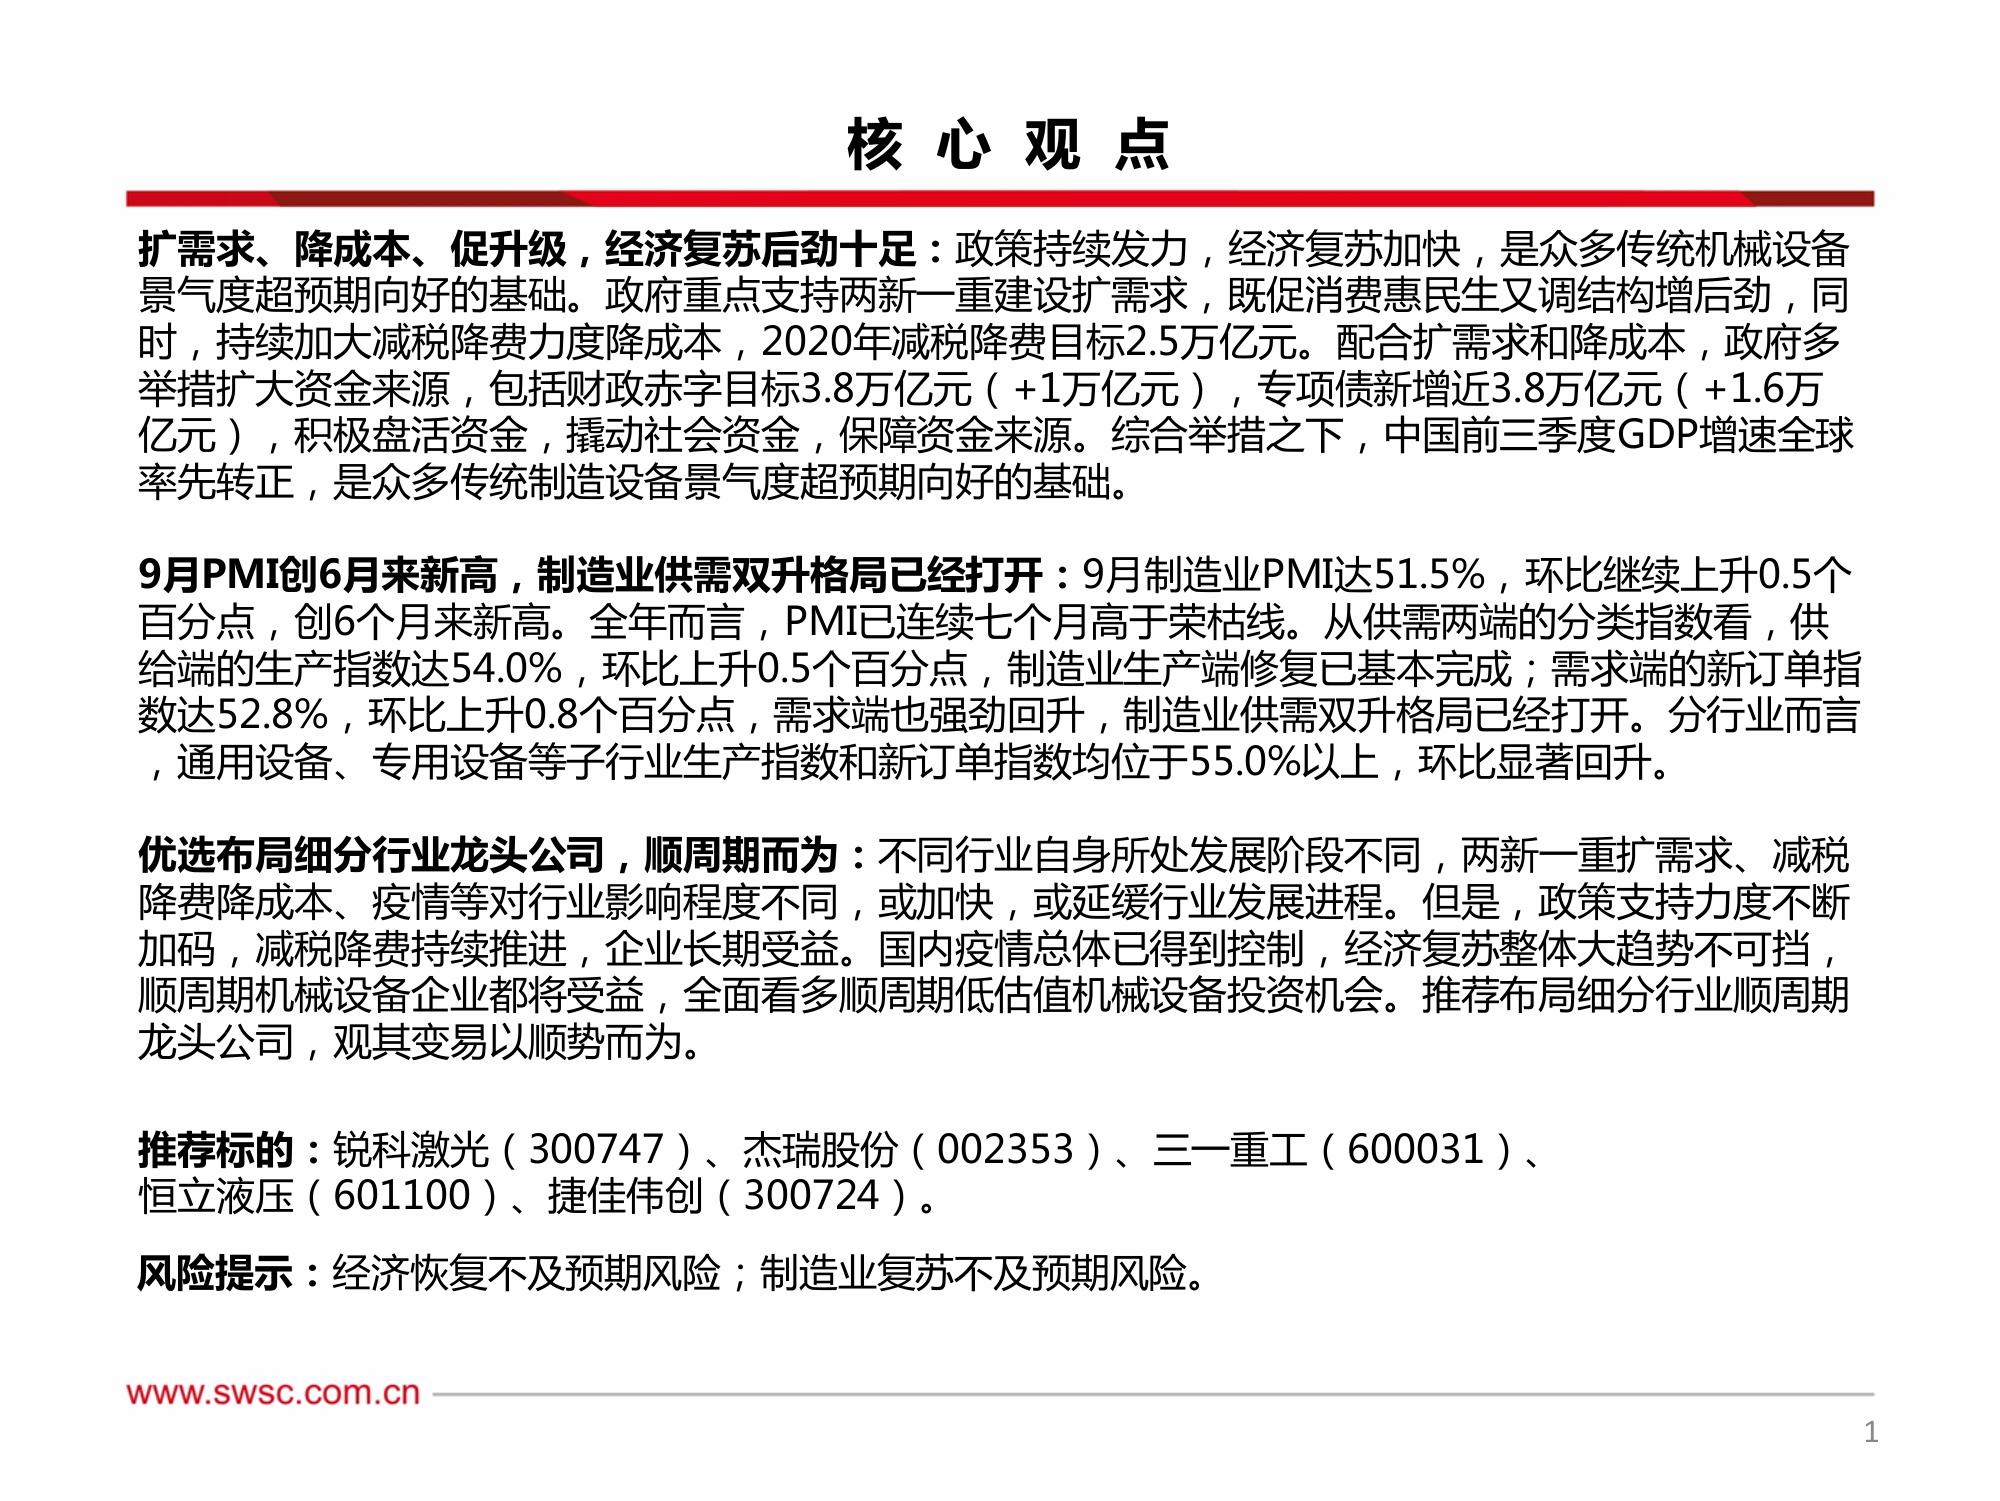 核心观点
扩需求、降成本、促升级，经济复苏后劲十足：政策持续发力，经济复苏加快，是众多传统机械设备
景气度超预期向好的基础。政府重点支持两新一重建设扩需求，既促消费惠民生又调结构增后劲，同
时，持续加大减税降费力度降成本，2020年减税降费目标2.5万亿元。配合扩需求和降成本，政府多
举措扩大资金来源，包括财政赤字目标3.8万亿元（+1万亿元），专项债新增近3.8万亿元（+1.6万
亿元），积极盘活资金，撬动社会资金，保障资金来源。综合举措之下，中国前三季度GDP增速全球
率先转正，是众多传统制造设备景气度超预期向好的基础。
9月PMI创6月来新高，制造业供需双升格局已经打开：9月制造业PMI达51.5%，环比继续上升0.5个
百分点，创6个月来新高。全年而言，PMI已连续七个月高于荣枯线。从供需两端的分类指数看，供
给端的生产指数达54.0%，环比上升0.5个百分点，制造业生产端修复已基本完成；需求端的新订单指
数达52.8%，环比上升0.8个百分点，需求端也强劲回升，制造业供需双升格局已经打开。分行业而言
，通用设备、专用设备等子行业生产指数和新订单指数均位于55.0%以上，环比显著回升。
优选布局细分行业龙头公司，顺周期而为：不同行业自身所处发展阶段不同，两新一重扩需求、减税
降费降成本、疫情等对行业影响程度不同，或加快，或延缓行业发展进程。但是，政策支持力度不断
加码，减税降费持续推进，企业长期受益。国内疫情总体已得到控制，经济复苏整体大趋势不可挡，
顺周期机械设备企业都将受益，全面看多顺周期低估值机械设备投资机会。推荐布局细分行业顺周期
龙头公司，观其变易以顺势而为。
推荐标的：锐科激光（300747）、杰瑞股份（002353）、三一重工（600031）、
恒立液压（601100）、捷佳伟创（300724）。
风险提示：经济恢复不及预期风险；制造业复苏不及预期风险。
www.swsc.com.cn
1